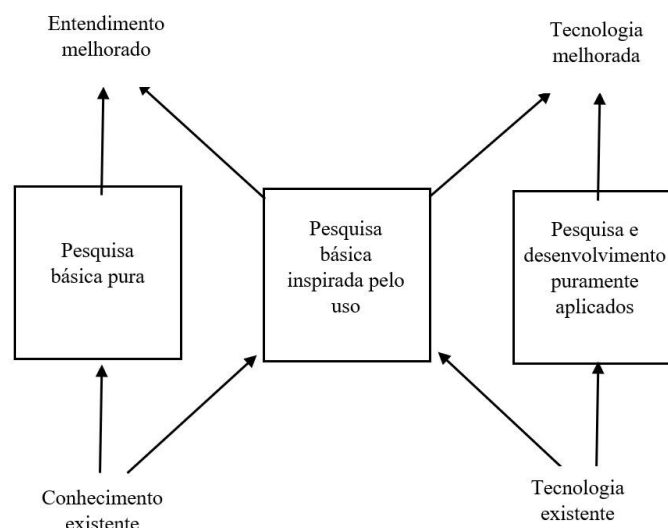 Entendimento
melhorado
Tecnologia
melhorada
Pesquisa
básica pura
Pesquisa
básica
inspirada pelo
uso
Pesquisa e
desenvolvimento
puramente
aplicados
Conhecimento
existente
Tecnologia
existente